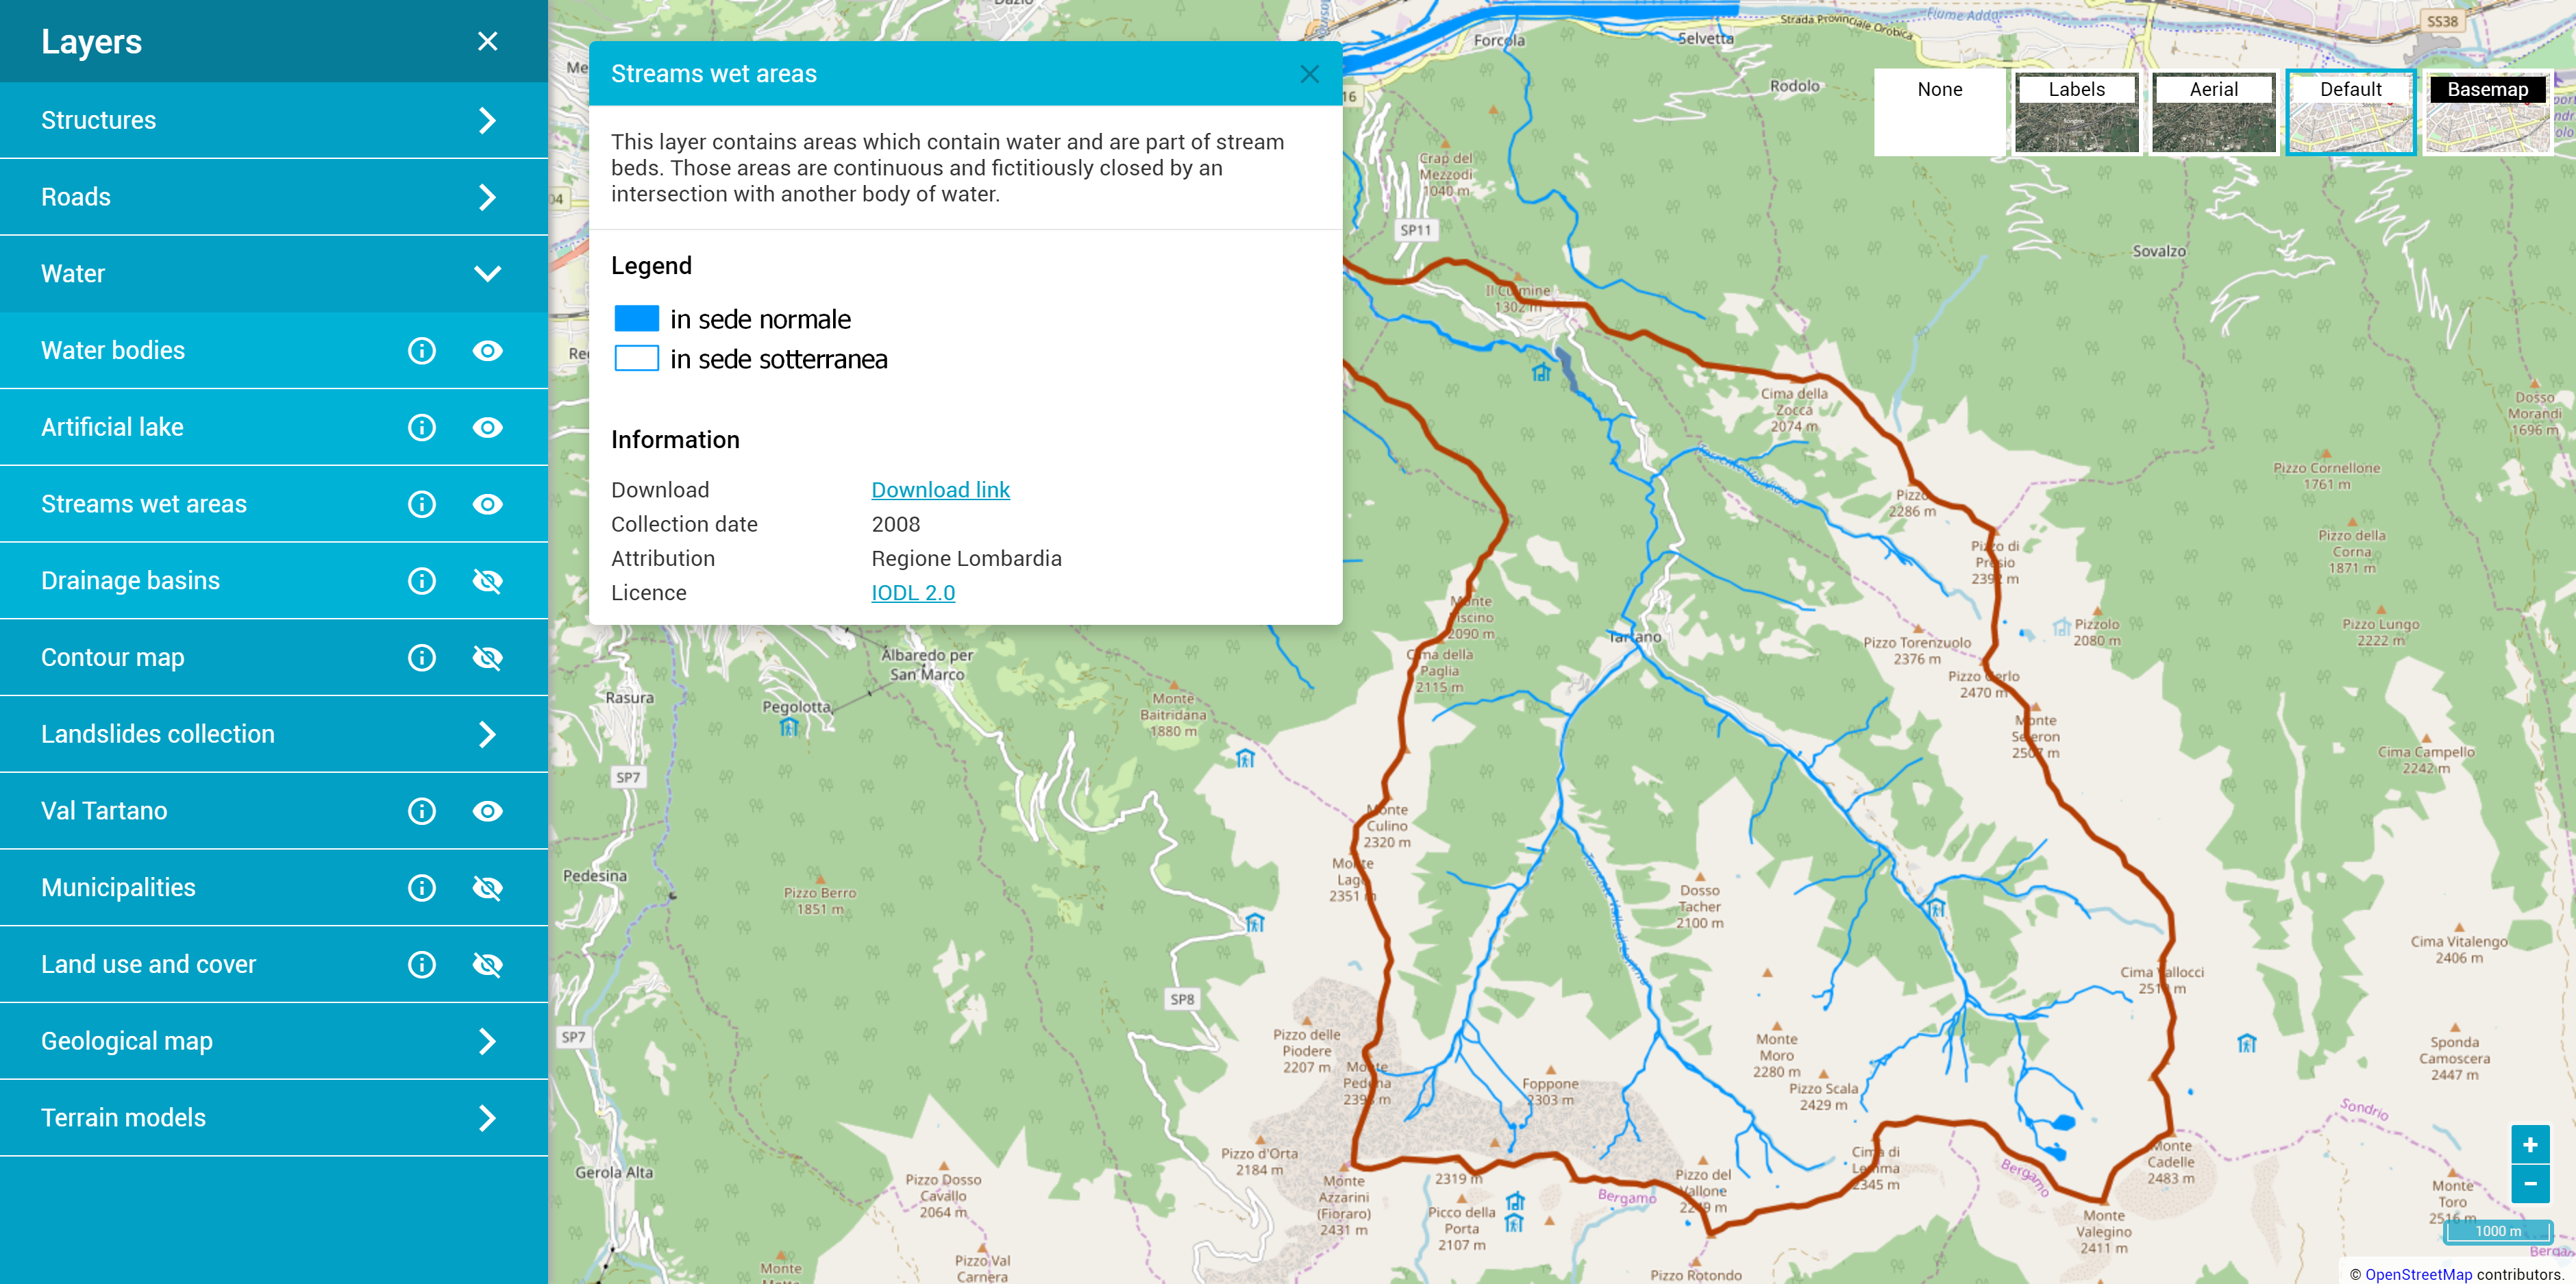 Layers
Structures
Roads
Water
Water bodies
Artificial lake
Streams wet areas
Drainage basins
Contour map
Landslides collection
Val Tartano
Municipalities
Land use and cover
Geological map
Terrain models
Streams wet areas
This layer contains areas which contain water and are part of stream
beds. Those areas are continuous and fictitiously closed by an
intersection with another body of water.
Legend
in sede normale
in sede sotterranea
Information
Download Download link
Collection date 2008
Attribution Regione Lombardia
Licence IODL 2.0
None
Labels
Aerial
Default
Basemap
Dazio
Forcola
Selvetta
Strada Provinciale Orobica
Fiume Adda
SS38
Rodolo
16
Crap del
Mezzodì
1040 m
SP11
Sovalzo
Il Culmine
1302 m
Cima della
Zocca
2074 m
Dosso
Morandi
1696 m
Pizzo Cornellone
1761 m
Pizzo
2286 m
Pizzo della
Corna
1871 m
Pizzo di
Presio
2392 m
Monte
2090 m
Pizzolo
2080 m
Pizzo Lungo
2222 m
Tartano
Pizzo Torenzuolo
2376 m
Cima della
Paglia
2115 m
Pizzo Gerlo
2470 m
Albaredo per
San Marco
Rasura
Pegolotta
Monte
Baitridana
1880 m
Monte
Seleron
2507 m
Cima Campello
2242 m
SP7
Monte
Culino
2320 m
Monte
Lago
2351 m
Pedesina
Pizzo Berro
1851 m
Dosso
Tacher
2100 m
Cima Vitalengo
2406 m
Cima Vallocci
SP8
SP7
Pizzo delle
Piodere
2207 m
Monte
Pedena
Foppone
2303 m
Monte
Moro
2280 m
Pizzo Scala
2429 m
Sponda
Camoscera
2447 m
Sondrio
Gerola Alta
Pizzo d'Orta
2184 m
Pizzo Dosso
Cavallo
2064 m
Monte
Azzarini
(Fioraro)
2431 m
2319 m
Picco della
Porta
2107 m
Bergamo
Pizzo del
Vallone
Cima di
Lemma
2345 m
Bergamo
Monte
Cadelle
2483 m
Monte
Valegino
2411 m
Monte
Toro
2516 m
Pizzo Val
Carnera
Monte
Pizzo Rotondo
+
−
1000 m
© OpenStreetMap contributors.